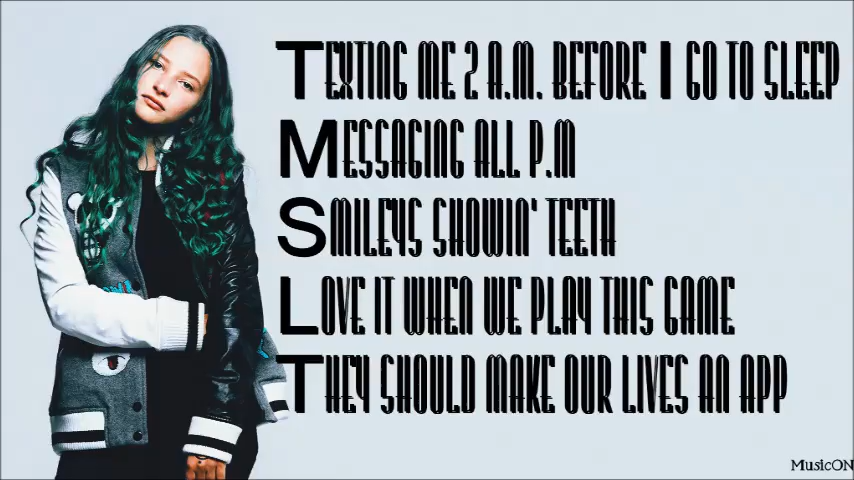 TEXTING ME 2 A.M. BEFORE I GO TO SLEEP
MESSAGING ALL P.M
SMILEYS SHOWIN' TEETH
LOVE IT WHEN WE PLAY THIS GAME
THEY SHOULD MAKE OUR LIVES AN APP
MusicON